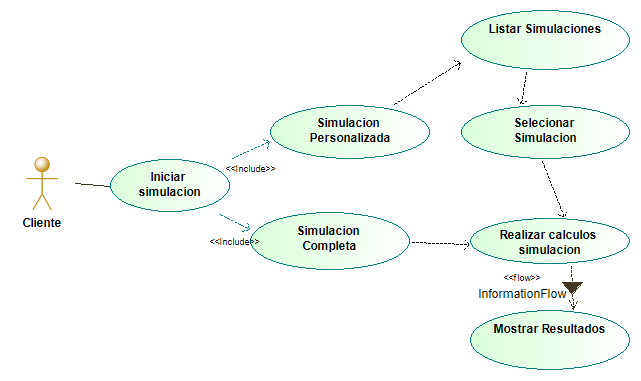 Listar Simulaciones
Simulacion
Personalizada
Selecionar
Simulacion
<<Include>>
Iniciar
simulacion
Cliente
Simulacion
Completa
<<Include>>
Realizar calculos
simulacion
<<flow>>
InformationFlow
Mostrar Resultados